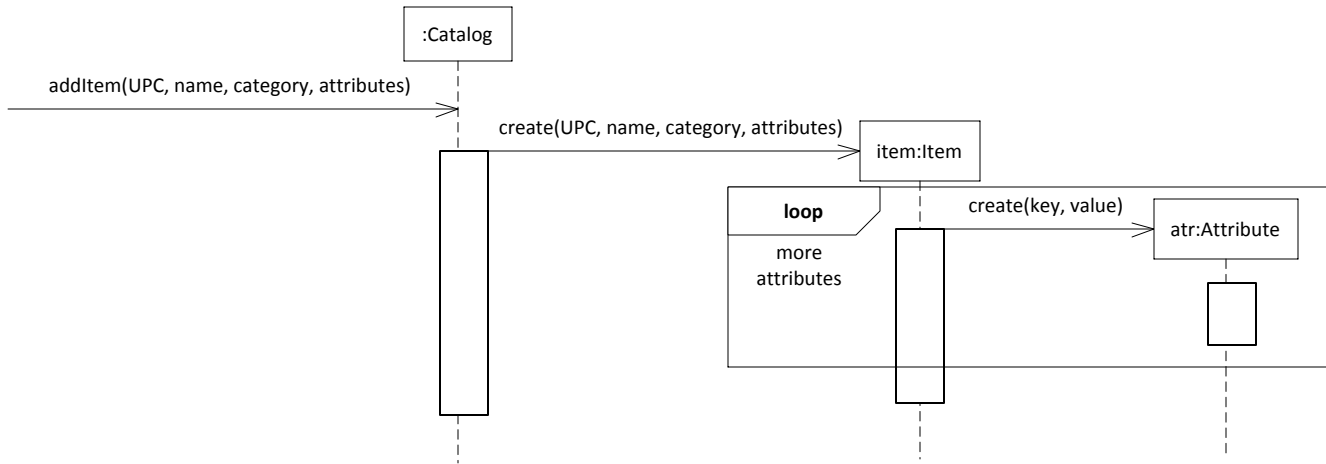 :Catalog
addItem(UPC, name, category, attributes)
create(UPC, name, category, attributes)
item:Item
loop
more
attributes
create(key, value)
atr:Attribute